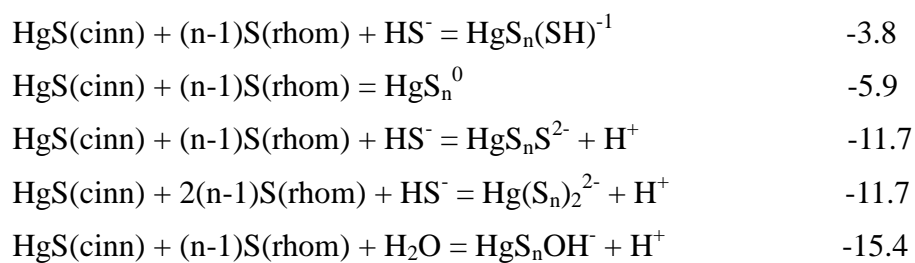 HgS(cinn) + (n-1)S(rhom) + HS⁻ = HgSₙ(SH)⁻¹ -3.8
HgS(cinn) + (n-1)S(rhom) = HgSₙ⁰ -5.9
HgS(cinn) + (n-1)S(rhom) + HS⁻ = HgSₙS²⁻ + H⁺ -11.7
HgS(cinn) + 2(n-1)S(rhom) + HS⁻ = Hg(Sₙ)₂²⁻ + H⁺ -11.7
HgS(cinn) + (n-1)S(rhom) + H₂O = HgSₙOH⁻ + H⁺ -15.4